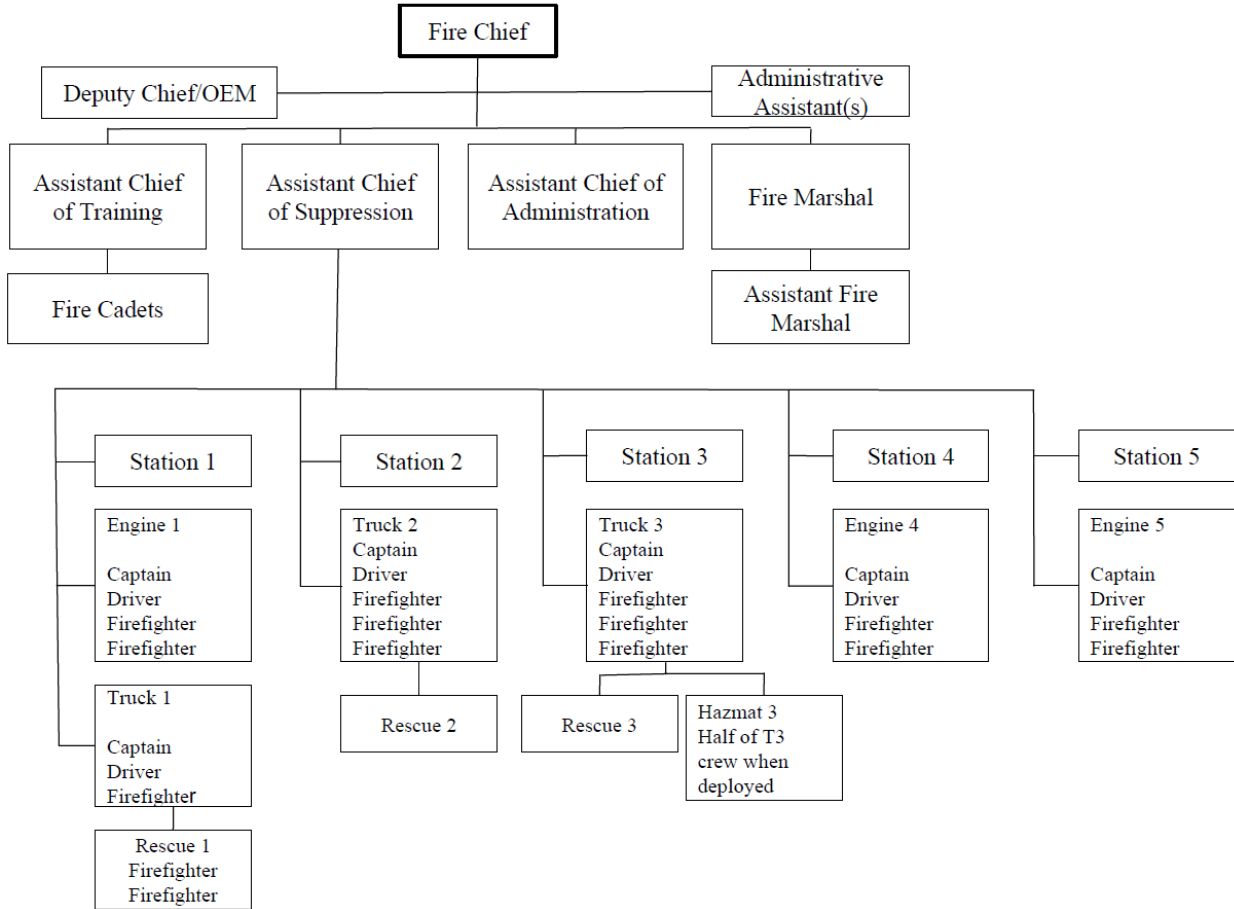 Fire Chief
Deputy Chief/OEM
Administrative
Assistant(s)
Assistant Chief
of Training
Assistant Chief
of Suppression
Assistant Chief of
Administration
Fire Marshal
Fire Cadets
Assistant Fire
Marshal
Station 1
Station 2
Station 3
Station 4
Station 5
Engine 1
Captain
Driver
Firefighter
Firefighter
Truck 2
Captain
Driver
Firefighter
Firefighter
Firefighter
Truck 3
Captain
Driver
Firefighter
Firefighter
Firefighter
Engine 4
Captain
Driver
Firefighter
Firefighter
Engine 5
Captain
Driver
Firefighter
Firefighter
Truck 1
Captain
Driver
Firefighter
Rescue 2
Rescue 3
Hazmat 3
Half of T3
crew when
deployed
Rescue 1
Firefighter
Firefighter